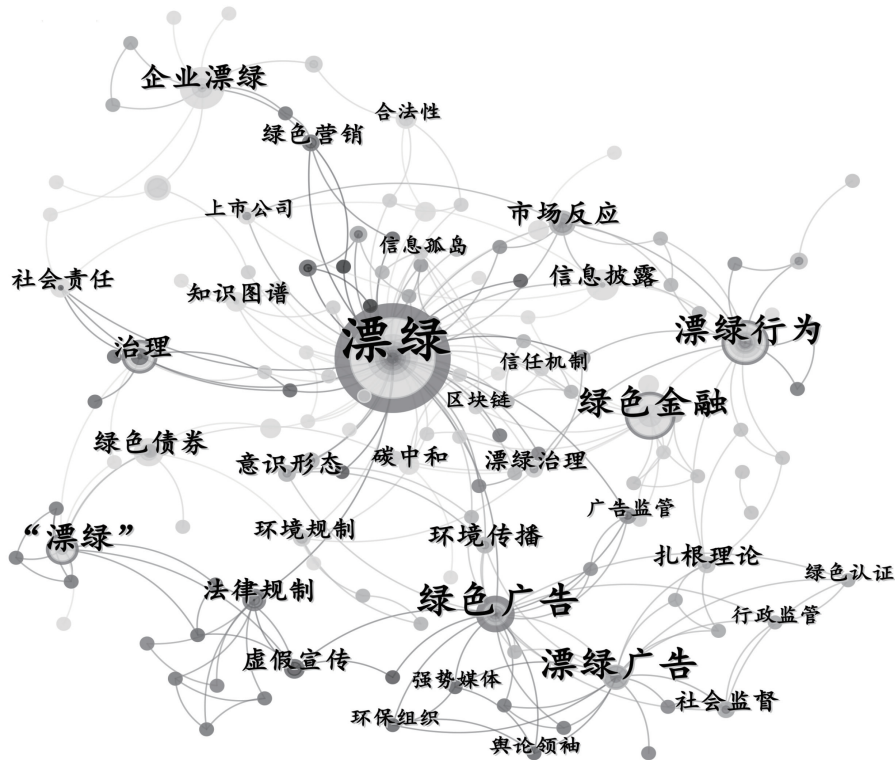 企业漂绿
合法性
绿色营销
上市公司
市场反应
信息孤岛
社会责任
信息披露
知识图谱
漂绿
漂绿行为
治理
信任机制
区块链
绿色金融
绿色债券
意识形态
碳中和
漂绿治理
广告监管
“漂绿”
环境规制
环境传播
扎根理论
绿色认证
法律规制
绿色广告
行政监管
虚假宣传
漂绿广告
强势媒体
社会监督
环保组织
舆论领袖